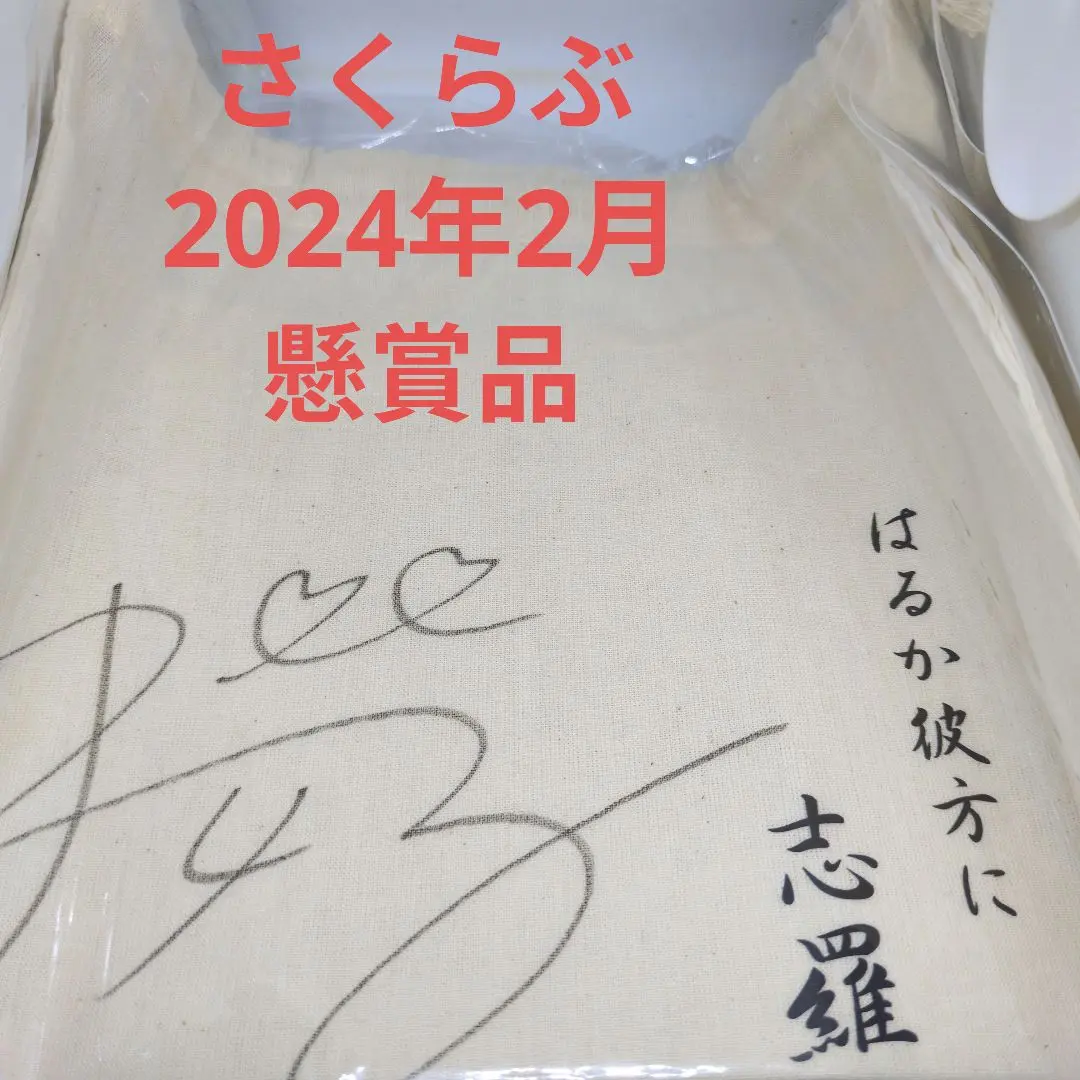 さくらぶ
2024年2月
懸賞品
はるか彼方に
志羅